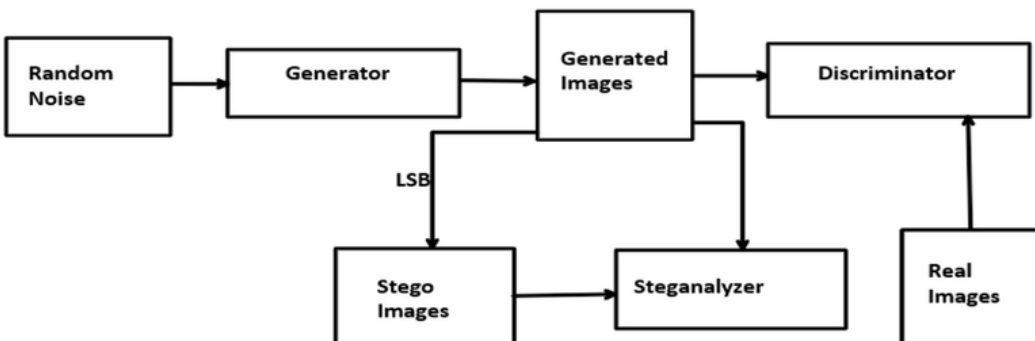 Random
Noise
Generator
Generated
Images
Discriminator
LSB
Stego
Images
Steganalyzer
Real
Images